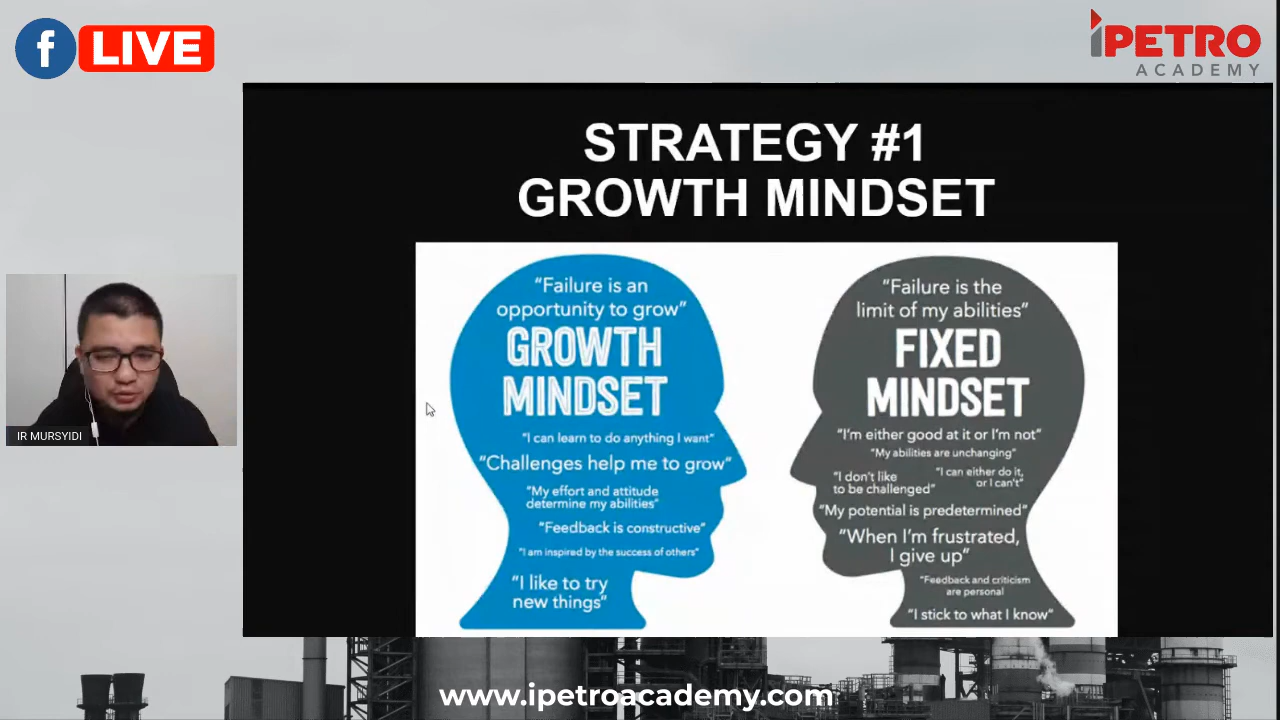 f LIVE
iPETRO
ACADEMY
STRATEGY #1
GROWTH MINDSET
“Failure is an
opportunity to grow”
GROWTH
MINDSET
“I can learn to do anything I want”
“Challenges help me to grow”
“My effort and attitude
determine my abilities”
“Feedback is constructive”
“I am inspired by the success of others”
“I like to try
new things”
“Failure is the
limit of my abilities”
FIXED
MINDSET
“I’m either good at it or I’m not”
“My abilities are unchanging”
“I don’t like
to be challenged”
“I can either do it,
or I can’t”
“My potential is predetermined”
“When I’m frustrated,
I give up”
“Feedback and criticism
are personal
“I stick to what I know”
IR MURSYIDI
www.ipetroacademy.com